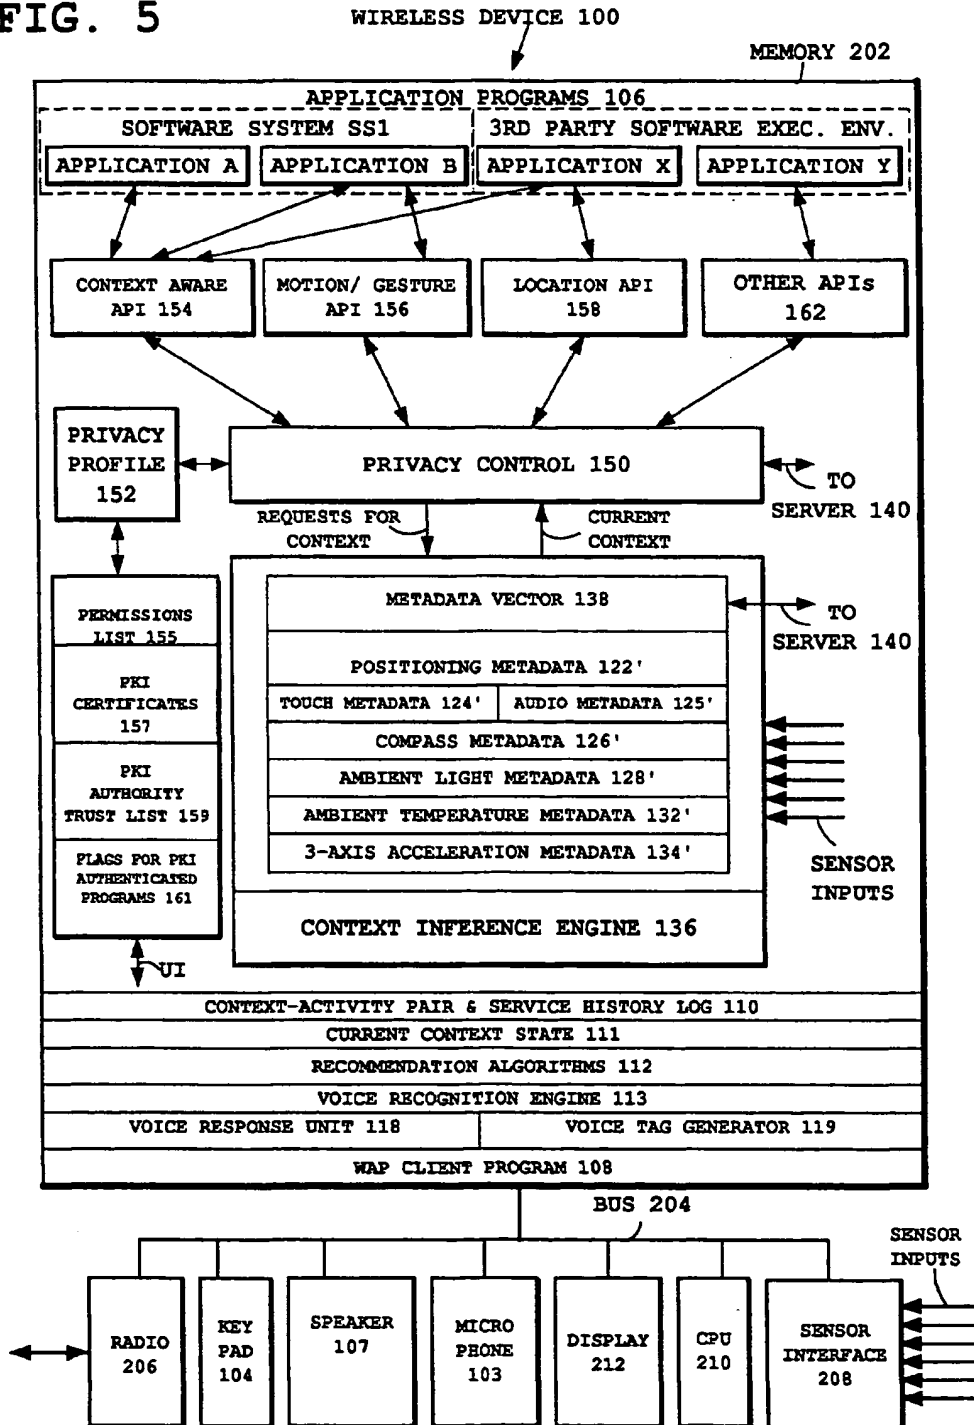 FIG. 5
WIRELESS DEVICE 100
MEMORY 202
APPLICATION PROGRAMS 106
SOFTWARE SYSTEM SS1
3RD PARTY SOFTWARE EXEC. ENV.
APPLICATION A
APPLICATION B
APPLICATION X
APPLICATION Y
CONTEXT AWARE
API 154
MOTION/ GESTURE
API 156
LOCATION API
158
OTHER APIs
162
PRIVACY
PROFILE
152
PRIVACY CONTROL 150
TO
SERVER 140
REQUESTS FOR
CONTEXT
CURRENT
CONTEXT
PERMISSIONS
LIST 155
PKI
CERTIFICATES
157
PKI
AUTHORITY
TRUST LIST 159
FLAGS FOR PKI
AUTHENTICATED
PROGRAMS 161
UI
METADATA VECTOR 138
TO
SERVER 140
POSITIONING METADATA 122'
TOUCH METADATA 124'
AUDIO METADATA 125'
COMPASS METADATA 126'
AMBIENT LIGHT METADATA 128'
AMBIENT TEMPERATURE METADATA 132'
3-AXIS ACCELERATION METADATA 134'
SENSOR
INPUTS
CONTEXT INFERENCE ENGINE 136
CONTEXT-ACTIVITY PAIR & SERVICE HISTORY LOG 110
CURRENT CONTEXT STATE 111
RECOMMENDATION ALGORITHMS 112
VOICE RECOGNITION ENGINE 113
VOICE RESPONSE UNIT 118
VOICE TAG GENERATOR 119
WAP CLIENT PROGRAM 108
BUS 204
SENSOR
INPUTS
RADIO
206
KEY
PAD
104
SPEAKER
107
MICRO
PHONE
103
DISPLAY
212
CPU
210
SENSOR
INTERFACE
208